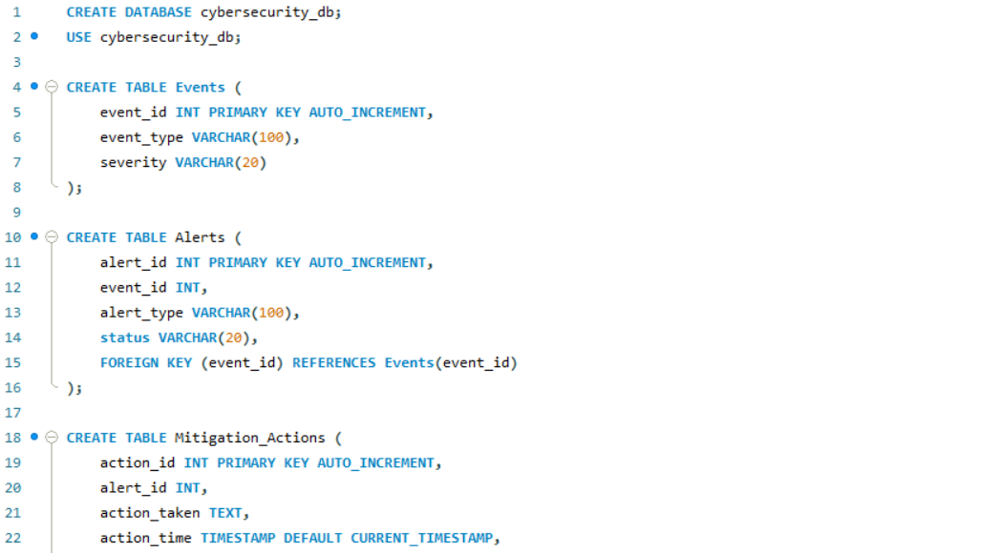 1 CREATE DATABASE cybersecurity_db;
2 USE cybersecurity_db;
3
4 CREATE TABLE Events (
5 event_id INT PRIMARY KEY AUTO_INCREMENT,
6 event_type VARCHAR(100),
7 severity VARCHAR(20)
8 );
9
10 CREATE TABLE Alerts (
11 alert_id INT PRIMARY KEY AUTO_INCREMENT,
12 event_id INT,
13 alert_type VARCHAR(100),
14 status VARCHAR(20),
15 FOREIGN KEY (event_id) REFERENCES Events(event_id)
16 );
17
18 CREATE TABLE Mitigation_Actions (
19 action_id INT PRIMARY KEY AUTO_INCREMENT,
20 alert_id INT,
21 action_taken TEXT,
22 action_time TIMESTAMP DEFAULT CURRENT_TIMESTAMP,